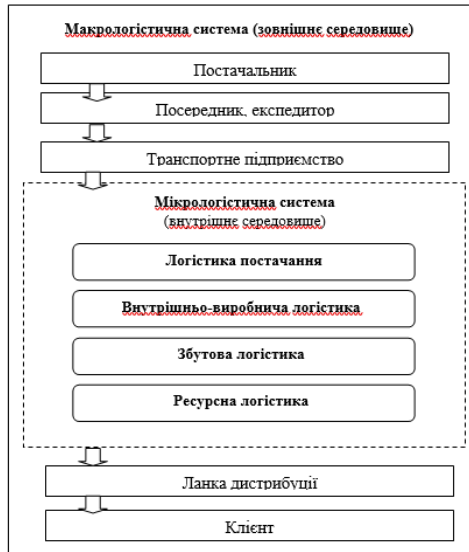 Макрологістична система (зовнішнє середовище)
Постачальник
Посередник, експедитор
Транспортне підприємство
Мікрологістична система
(внутрішнє середовище)
Логістика постачання
Внутрішньо-виробнича логістика
Збутова логістика
Ресурсна логістика
Ланка дистрибуції
Клієнт